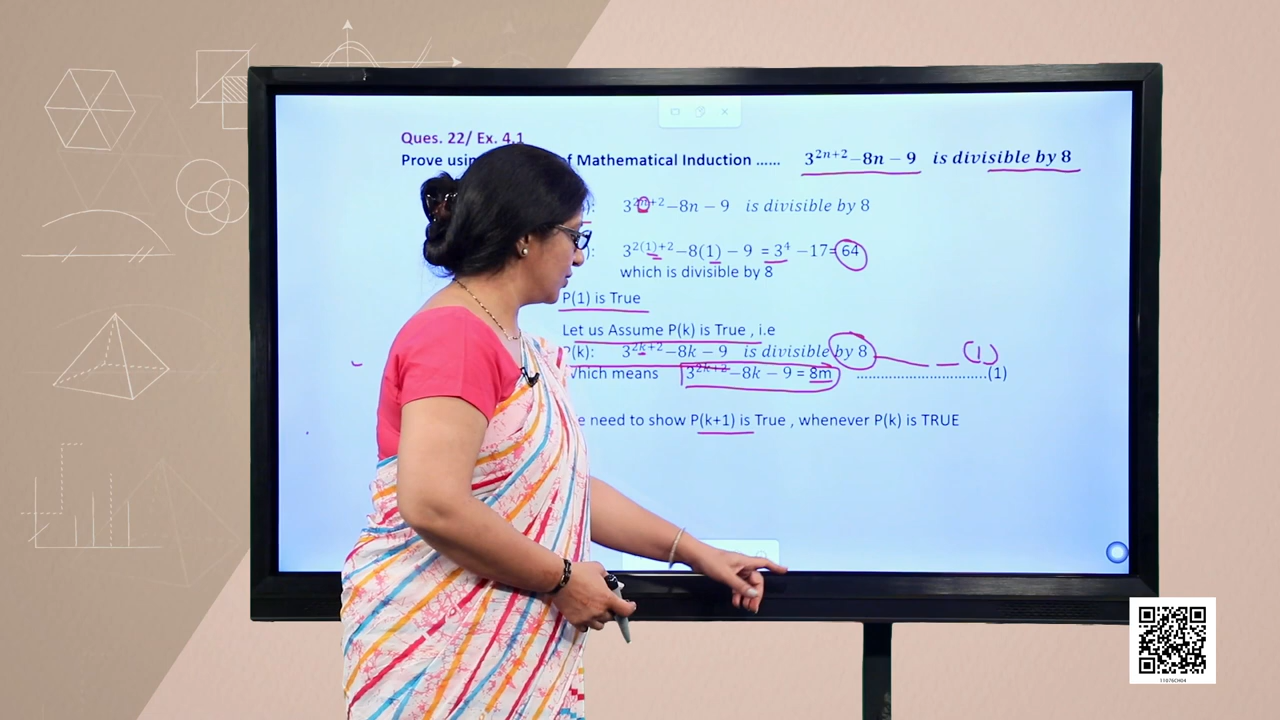 Ques. 22/ Ex. 4.1
Prove using of Mathematical Induction ...... 3^{2n+2}−8n − 9 is divisible by 8
): 3^{2n+2}−8n − 9 is divisible by 8
): 3^{2(1)+2}−8(1) − 9 = 3^4 − 17= 64
which is divisible by 8
P(1) is True
Let us Assume P(k) is True , i.e
P(k): 3^{2k+2}−8k − 9 is divisible by 8 (1)
Which means 3^{2k+2}−8k − 9 = 8m ...................................(1)
e need to show P(k+1) is True , whenever P(k) is TRUE
11076CH04